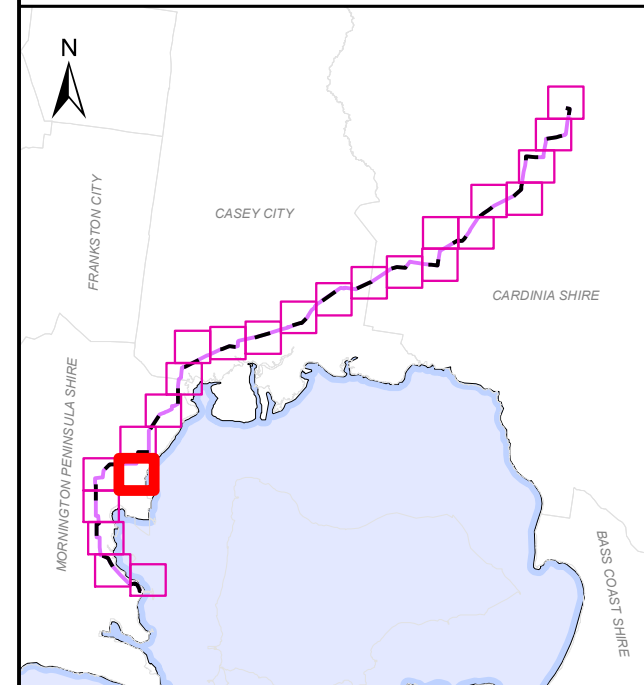 N
FRANKSTON CITY
CASEY CITY
CARDINIA SHIRE
MORNINGTON PENINSULA SHIRE
BASS COAST SHIRE